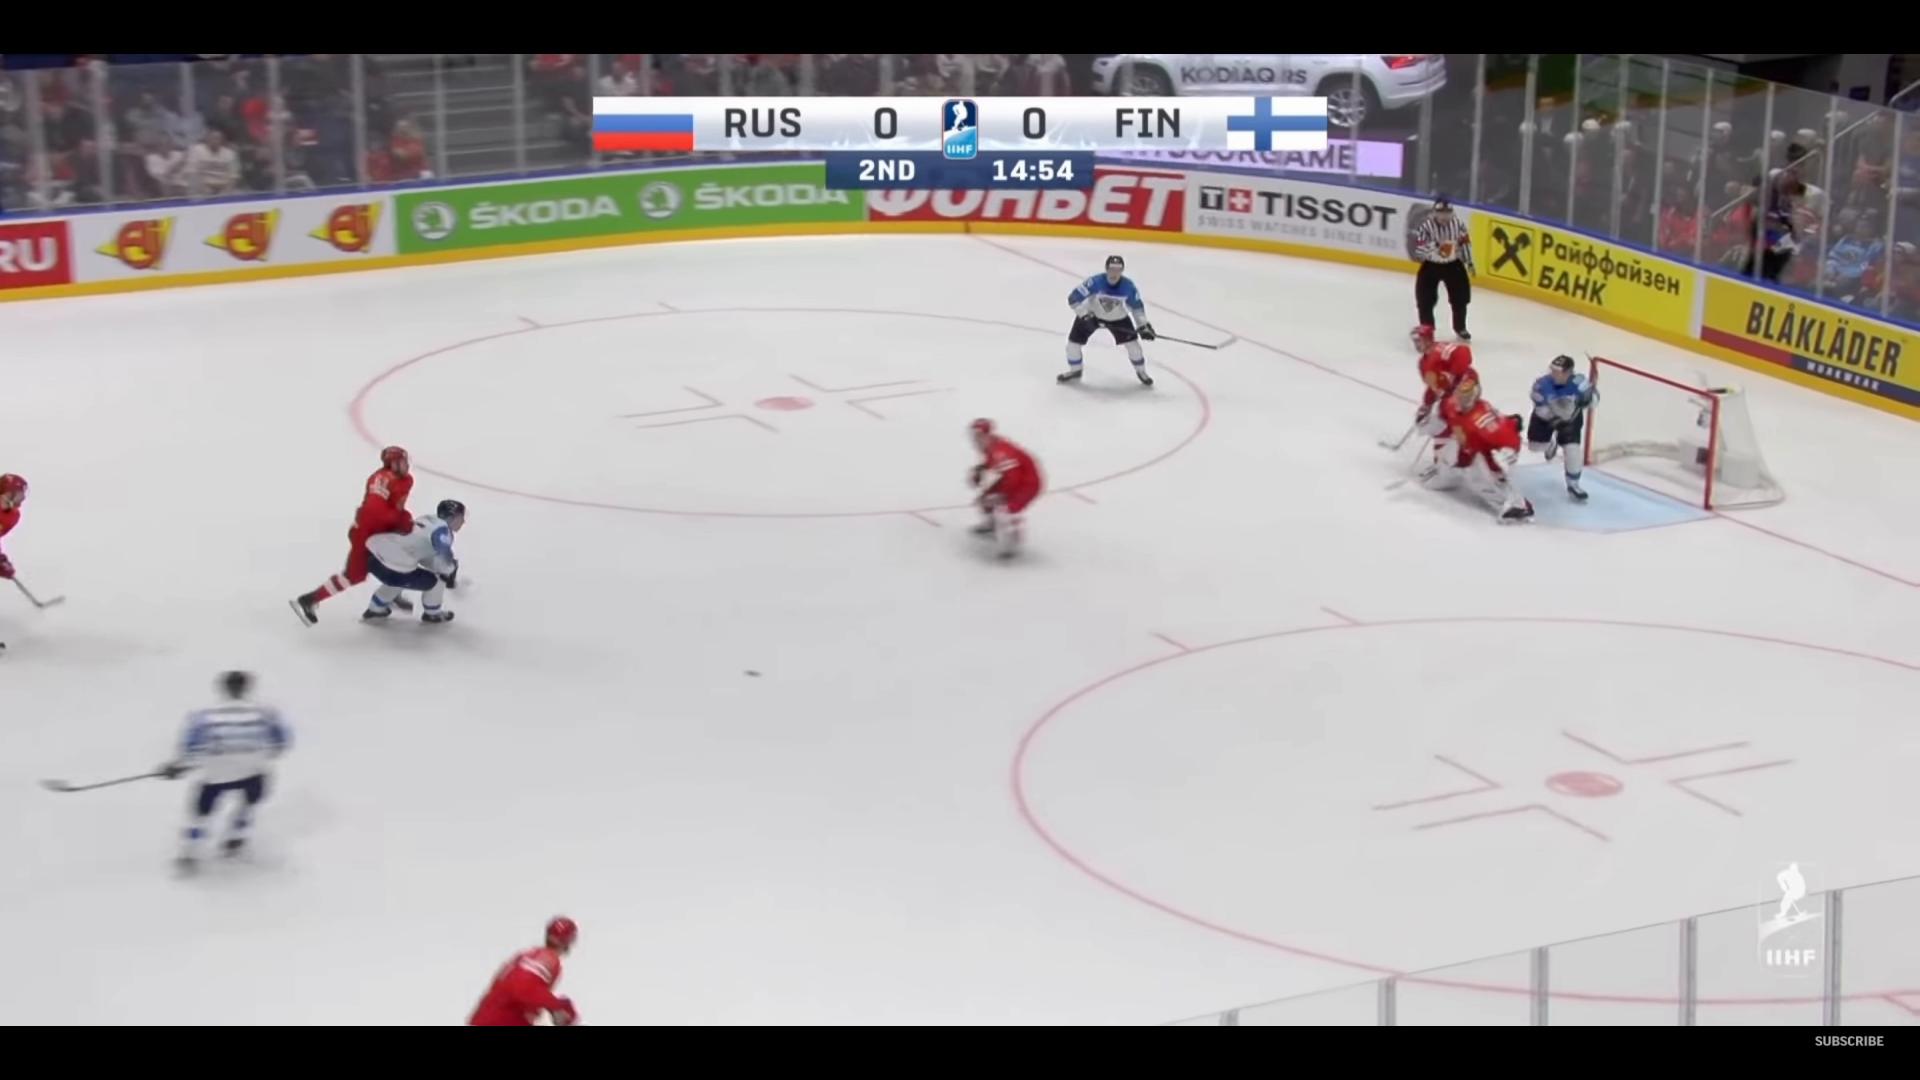 KODIAQ RS
RUS 0 IIHF 0 FIN
2ND 14:54
RU
ŠKODA ŠKODA
ФОНБЕТ
TISSOT
SWISS WATCHES SINCE 1853
Райффайзен
БАНК
BLÅKLÄDER
WORKWEAR
IIHF
SUBSCRIBE